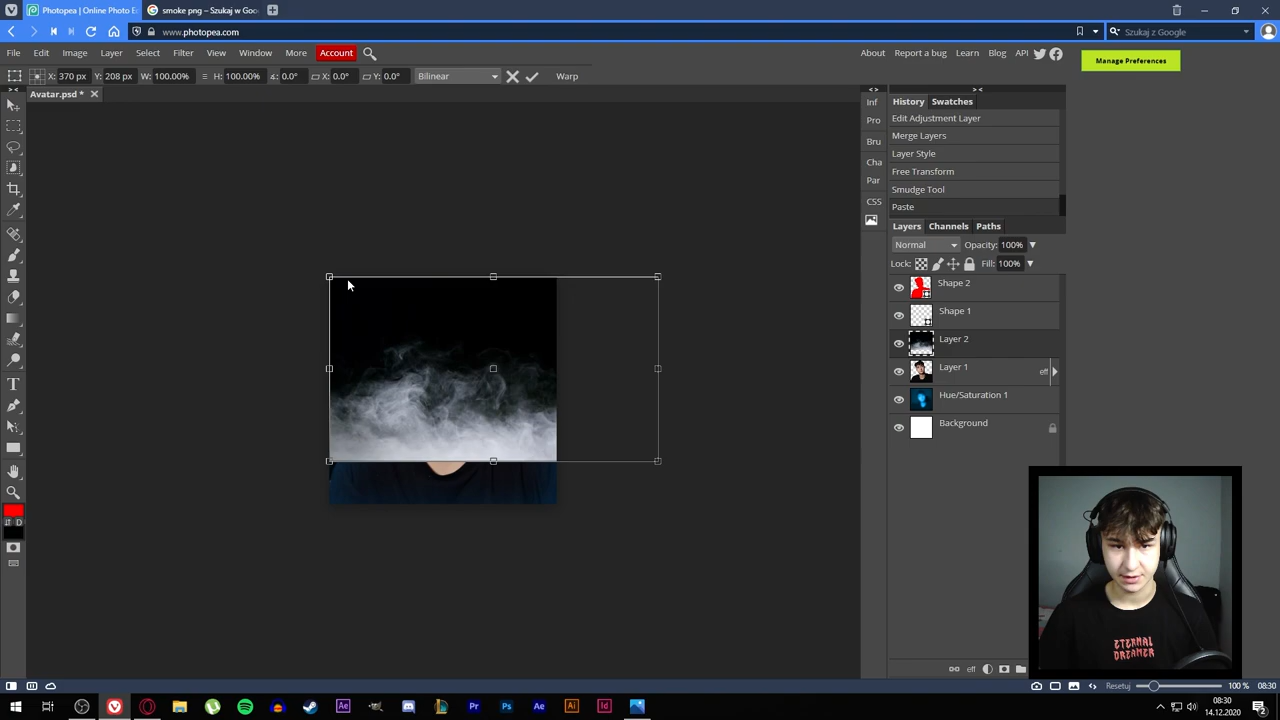 Photopea | Online Photo E
smoke png – Szukaj w Goo
www.photopea.com
Szukaj z Google
File Edit Image Layer Select Filter View Window More Account
About Report a bug Learn Blog API
Manage Preferences
X: 370 px Y: 208 px W: 100.00% H: 100.00% 0.0° X: 0.0° Y: 0.0° Bilinear Warp
Avatar.psd *
Inf
Pro
Bru
Cha
Par
CSS
History Swatches
Edit Adjustment Layer
Merge Layers
Layer Style
Free Transform
Smudge Tool
Paste
Layers Channels Paths
Normal Opacity: 100%
Lock: Fill: 100%
Shape 2
Shape 1
Layer 2
Layer 1 eff
Hue/Saturation 1
Background
eff
ETERNAL
DREAMER
Resetuj 100 % 08:30
08:30
14.12.2020
2